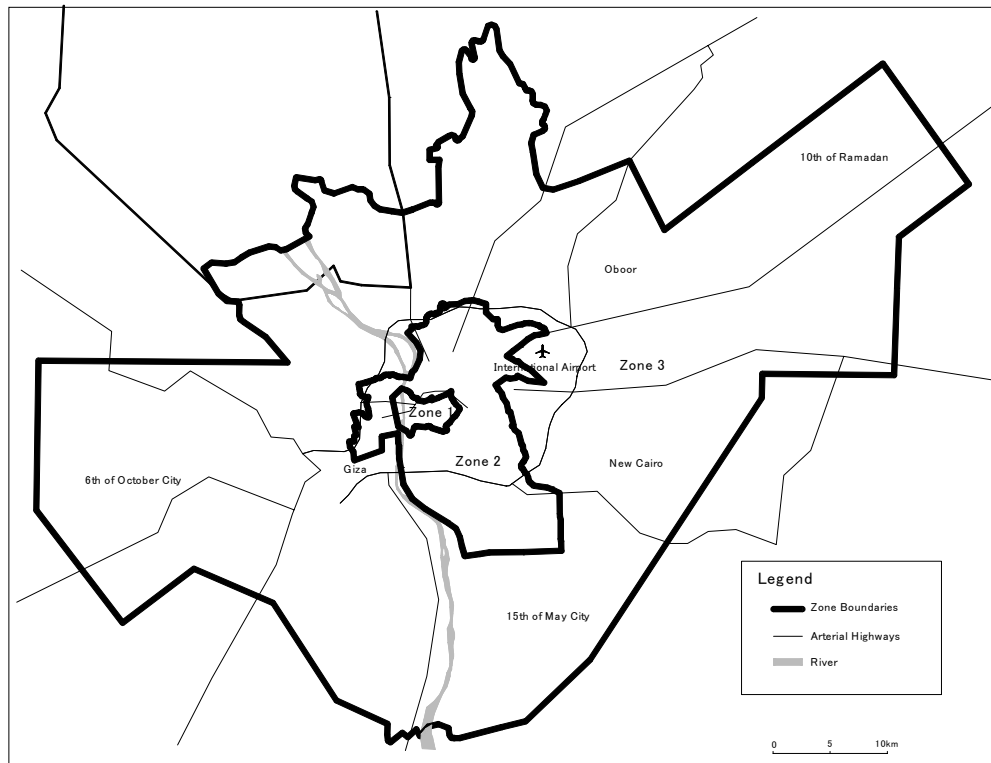 10th of Ramadan
Oboor
International Airport
Zone 3
Zone 1
Zone 2
New Cairo
Giza
6th of October City
15th of May City
Legend
Zone Boundaries
Arterial Highways
River
0 5 10km